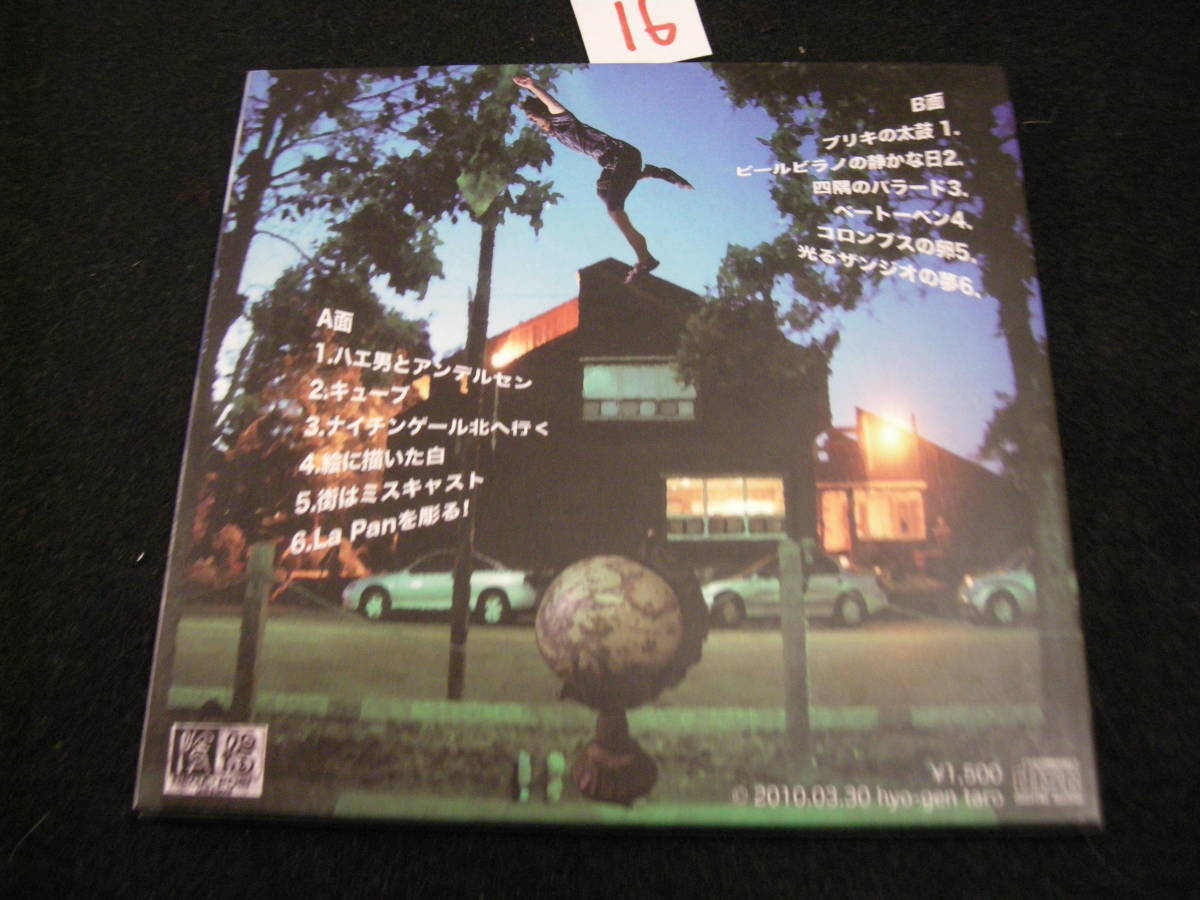 16
B面
ブリキの太鼓 1.
ビールビラノの静かな日2.
四隅のバラード3.
ベートーベン4.
コロンブスの卵5.
光るザンジオの夢6.
A面
1.ハエ男とアンデルセン
2.キューブ
3.ナイチンゲール北へ行く
4.絵に描いた白
5.街はミスキャスト
6.La Panを彫る!
¥1,500
© 2010.03.30 hyo-gen taro